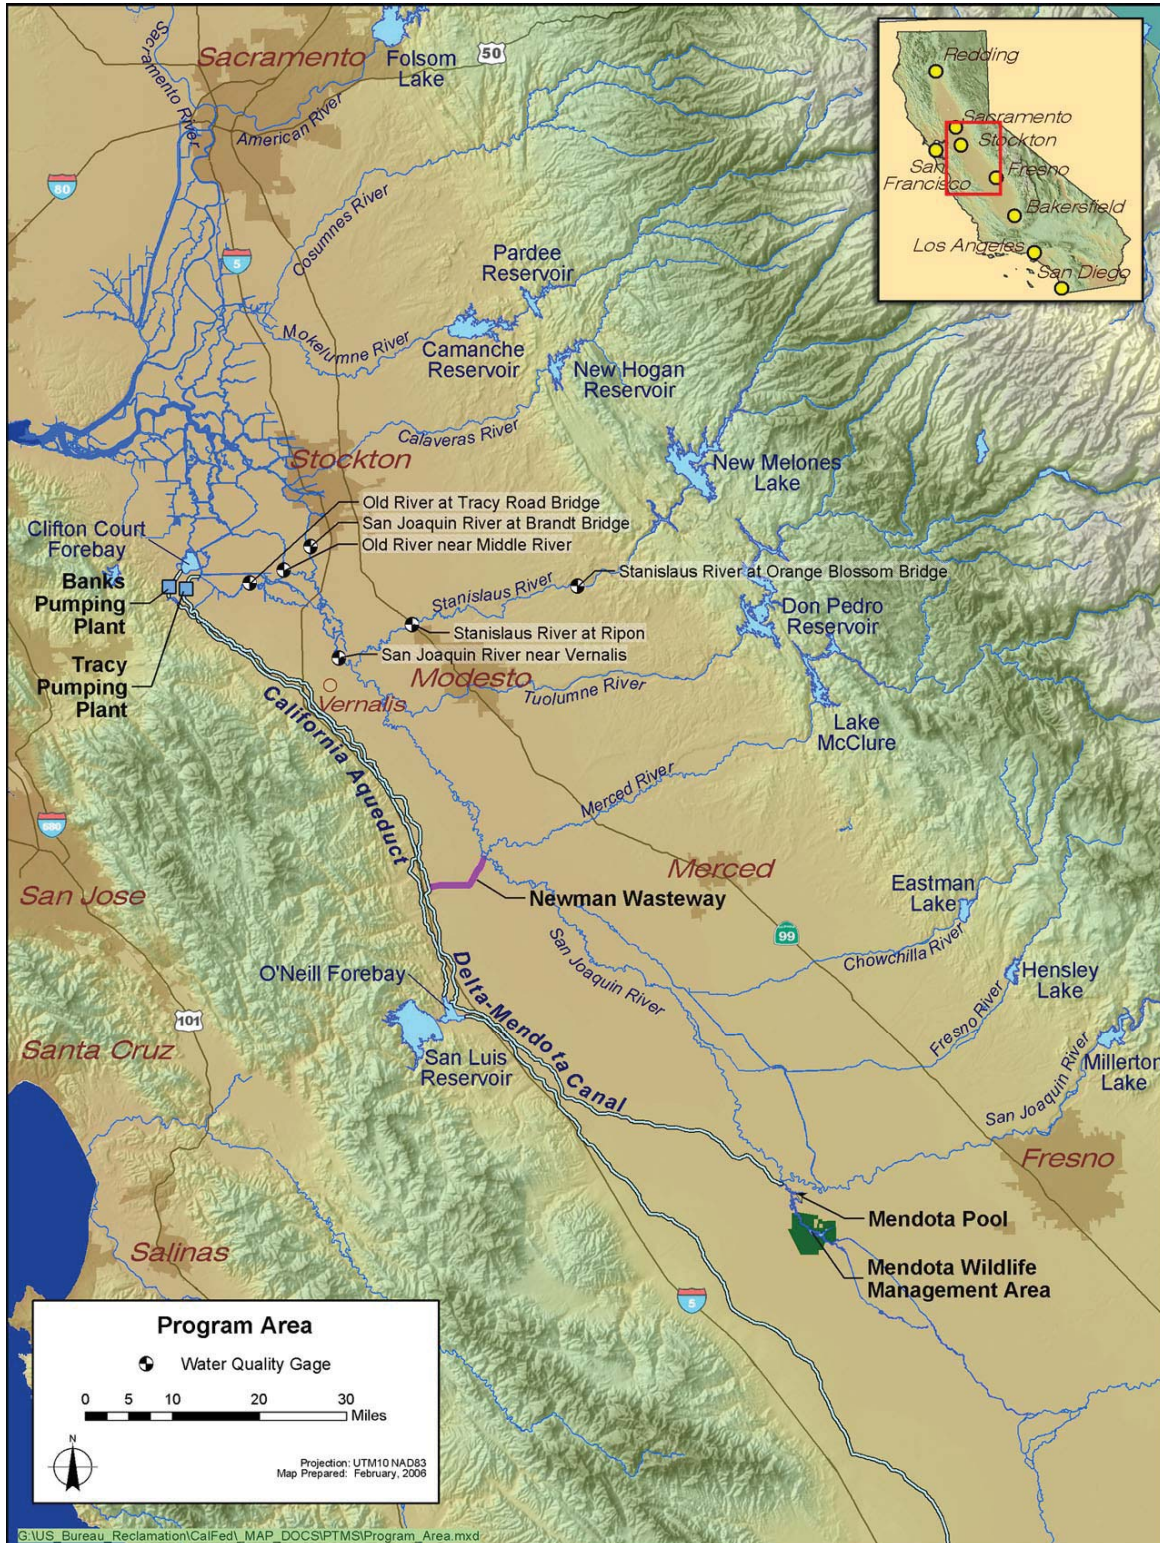 Sacramento
Sacramento River
Folsom
Lake
50
American River
80
5
Cosumnes River
Pardee
Reservoir
Mokelumne River
Camanche
Reservoir
New Hogan
Reservoir
Calaveras River
Stockton
New Melones
Lake
Old River at Tracy Road Bridge
San Joaquin River at Brandt Bridge
Old River near Middle River
Clifton Court
Forebay
Banks
Pumping
Plant
Tracy
Pumping
Plant
Stanislaus River
Stanislaus River at Orange Blossom Bridge
Don Pedro
Reservoir
Stanislaus River at Ripon
San Joaquin River near Vernalis
Modesto
Vernalis
Tuolumne River
Lake
McClure
California Aqueduct
Merced River
680
San Jose
Merced
Newman Wasteway
Eastman
Lake
99
Chowchilla River
San Joaquin River
O'Neill Forebay
Delta-Mendota Canal
Hensley
Lake
Fresno River
101
Santa Cruz
San Luis
Reservoir
Millerton
Lake
San Joaquin River
Fresno
Mendota Pool
Mendota Wildlife
Management Area
Salinas
5
Redding
Sacramento
Stockton
San
Francisco
Fresno
Bakersfield
Los Angeles
San Diego
Program Area
Water Quality Gage
0 5 10 20 30
Miles
N
Projection: UTM10 NAD83
Map Prepared: February, 2006
G:\US_Bureau_Reclamation\CalFed\_MAP_DOCS\PTMS\Program_Area.mxd